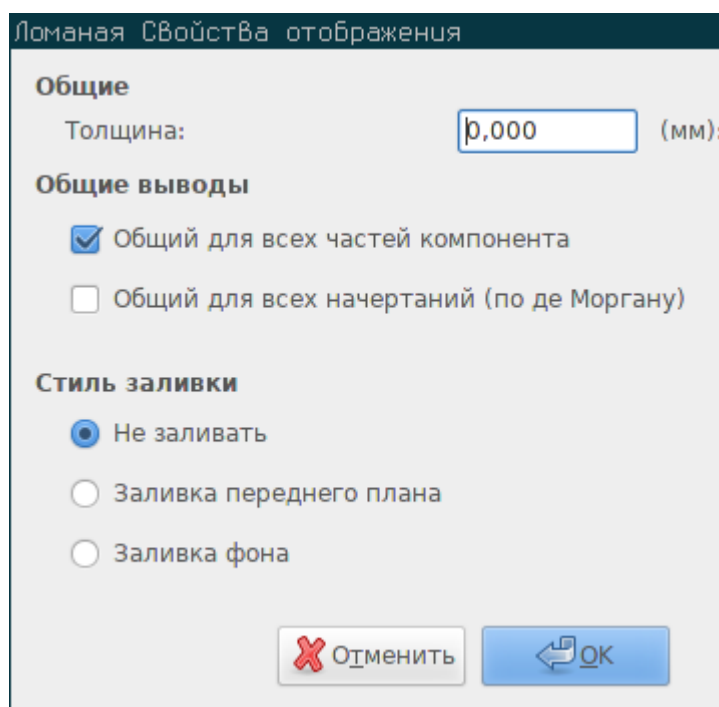 Ломаная Свойства отображения
Общие
Толщина: 0,000 (мм):
Общие выводы
Общий для всех частей компонента
Общий для всех начертаний (по де Моргану)
Стиль заливки
Не заливать
Заливка переднего плана
Заливка фона
Отменить OK